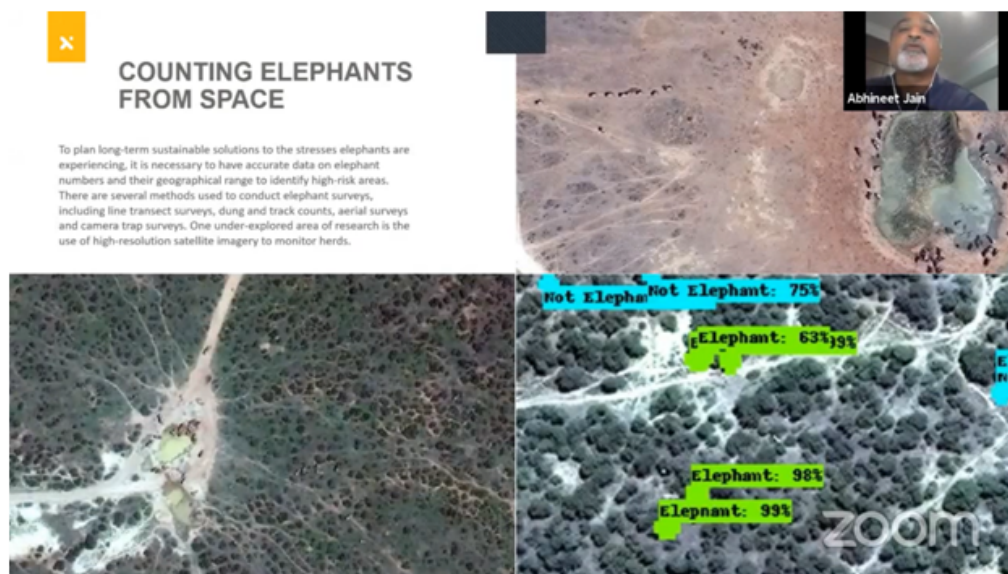 COUNTING ELEPHANTS
FROM SPACE
To plan long-term sustainable solutions to the stresses elephants are
experiencing, it is necessary to have accurate data on elephant
numbers and their geographical range to identify high-risk areas.
There are several methods used to conduct elephant surveys,
including line transect surveys, dung and track counts, aerial surveys
and camera trap surveys. One under-explored area of research is the
use of high-resolution satellite imagery to monitor herds.
Abhineet Jain
Not Elepha
Not Elephant: 75%
Elephant: 63%
99%
Elephant: 98%
Elephant: 99%
zoom